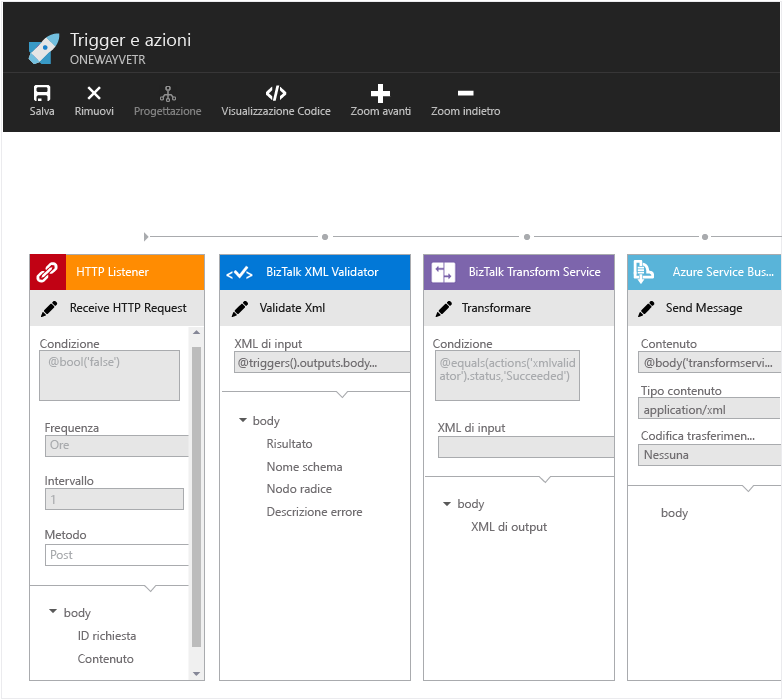 Trigger e azioni
ONEWAYVETR
Salva
Rimuovi
Progettazione
Visualizzazione Codice
Zoom avanti
Zoom indietro
HTTP Listener
Receive HTTP Request
Condizione
@bool('false')
Frequenza
Ore
Intervallo
1
Metodo
Post
body
ID richiesta
Contenuto
BizTalk XML Validator
Validate Xml
XML di input
@triggers().outputs.body...
body
Risultato
Nome schema
Nodo radice
Descrizione errore
BizTalk Transform Service
Transformare
Condizione
@equals(actions('xmlvalid
ator').status,'Succeeded')
XML di input
body
XML di output
Azure Service Bus...
Send Message
Contenuto
@body('transformservi...
Tipo contenuto
application/xml
Codifica trasferimen...
Nessuna
body